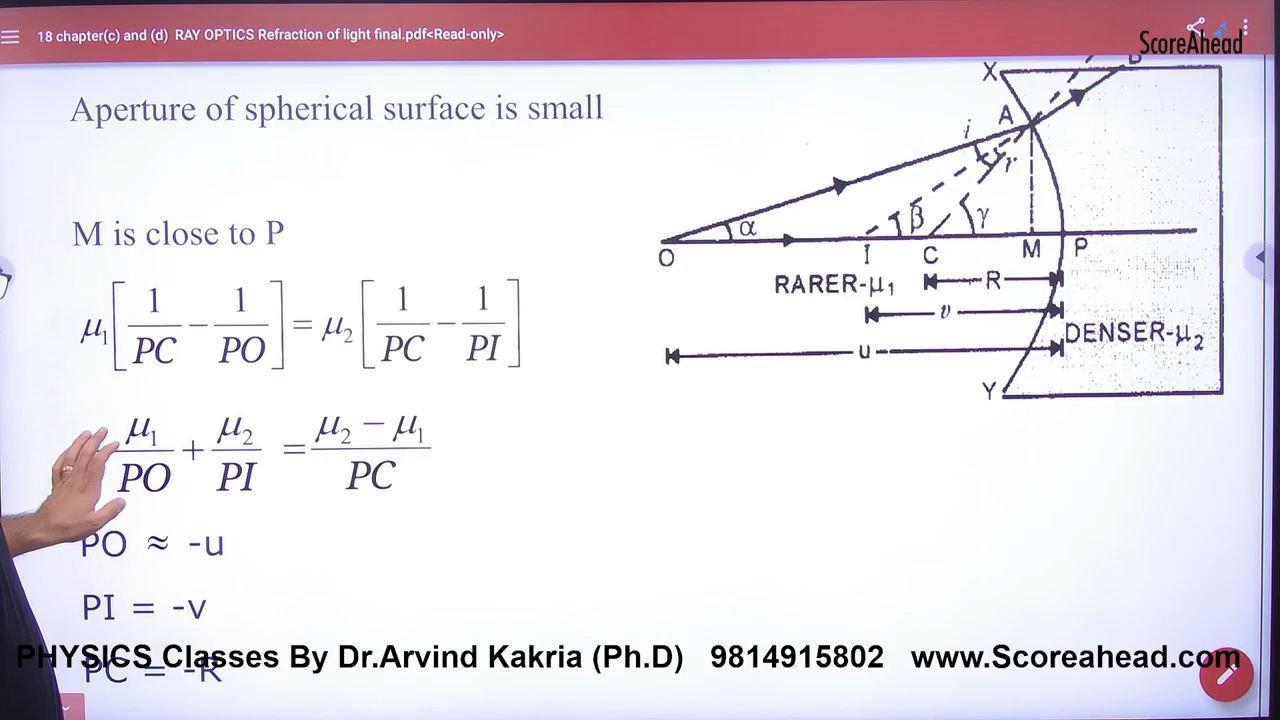 18 chapter(c) and (d) RAY OPTICS Refraction of light final.pdf<Read-only>
ScoreAhead
Aperture of spherical surface is small
M is close to P
μ₁[1/PC − 1/PO] = μ₂[1/PC − 1/PI]
μ₁/PO + μ₂/PI = (μ₂ − μ₁)/PC
PO ≈ -u
PI = -v
PC = -R
X
A
i
r
α
β
γ
O
I
C
M
P
RARER-μ₁
R
v
DENSER-μ₂
u
Y
PHYSICS Classes By Dr.Arvind Kakria (Ph.D) 9814915802 www.Scoreahead.com